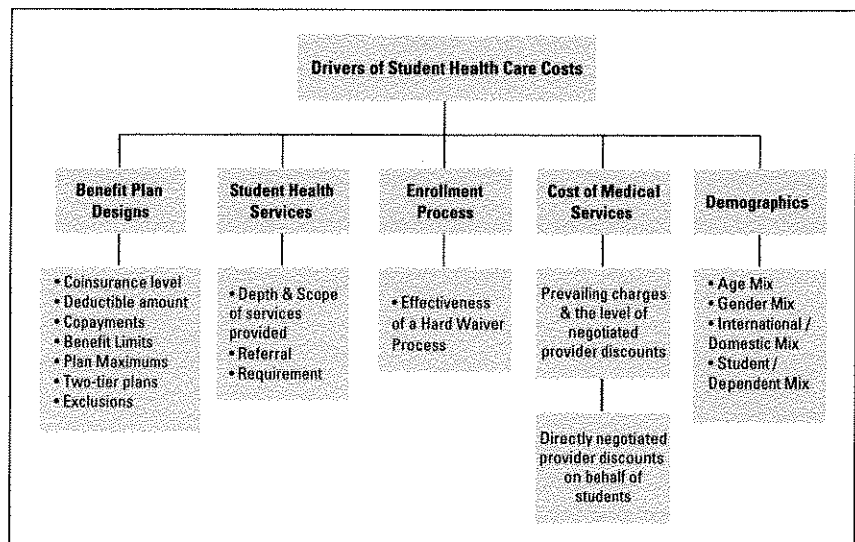 Drivers of Student Health Care Costs
Benefit Plan
Designs
• Coinsurance level
• Deductible amount
• Copayments
• Benefit Limits
• Plan Maximums
• Two-tier plans
• Exclusions
Student Health
Services
• Depth & Scope
of services
provided
• Referral
• Requirement
Enrollment
Process
• Effectiveness
of a Hard Waiver
Process
Cost of Medical
Services
Prevailing charges
& the level of
negotiated
provider discounts
Directly negotiated
provider discounts
on behalf of
students
Demographics
• Age Mix
• Gender Mix
• International /
Domestic Mix
• Student /
Dependent Mix